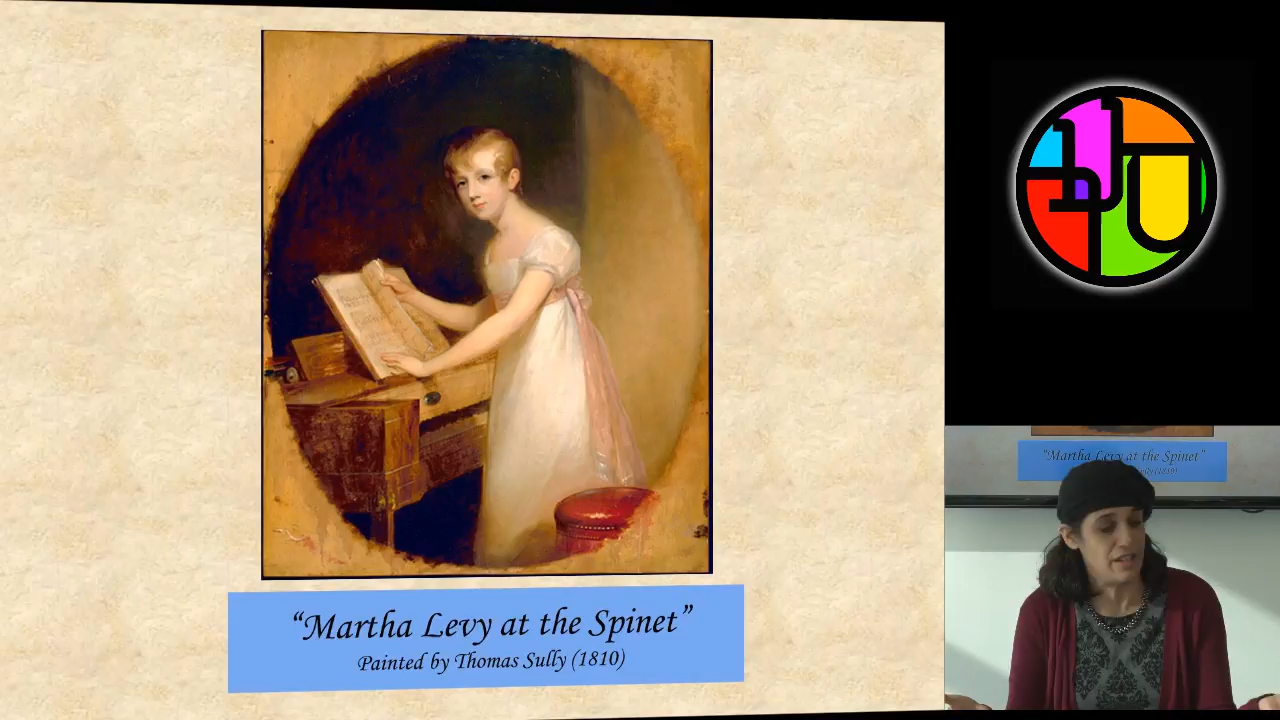 “Martha Levy at the Spinet”
Painted by Thomas Sully (1810)
“Martha Levy at the Spinet”